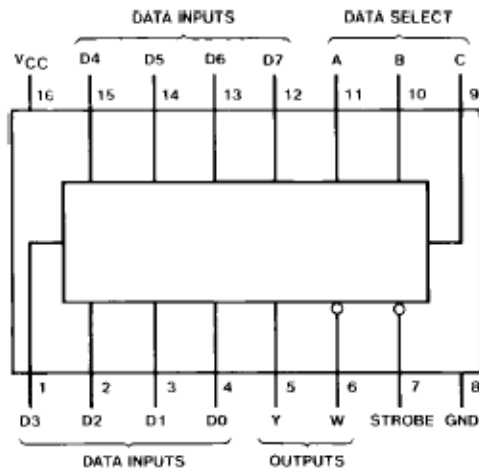 DATA INPUTS DATA SELECT
VCC D4 D5 D6 D7 A B C
16 15 14 13 12 11 10 9
1 2 3 4 5 6 7 8
D3 D2 D1 D0 Y W STROBE GND
DATA INPUTS OUTPUTS